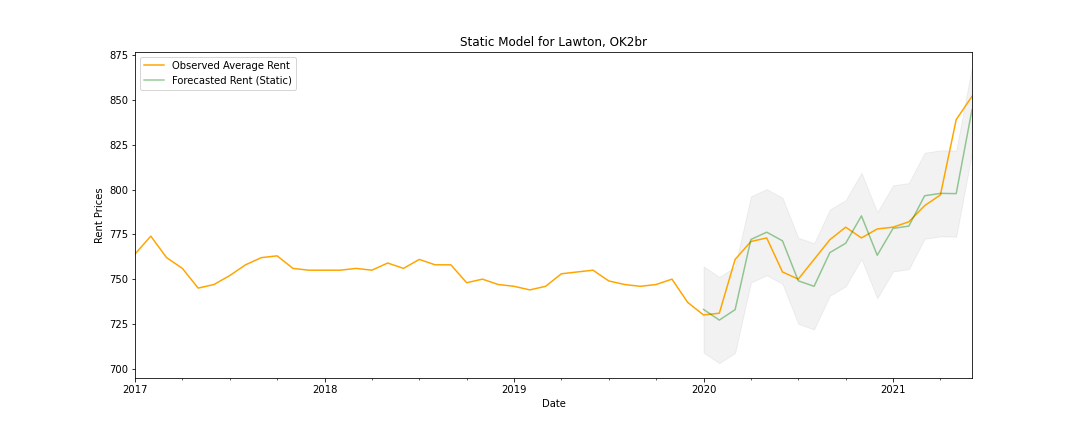 Static Model for Lawton, OK2br
Observed Average Rent
Forecasted Rent (Static)
875
850
825
800
775
750
725
700
Rent Prices
2017
2018
2019
2020
2021
Date